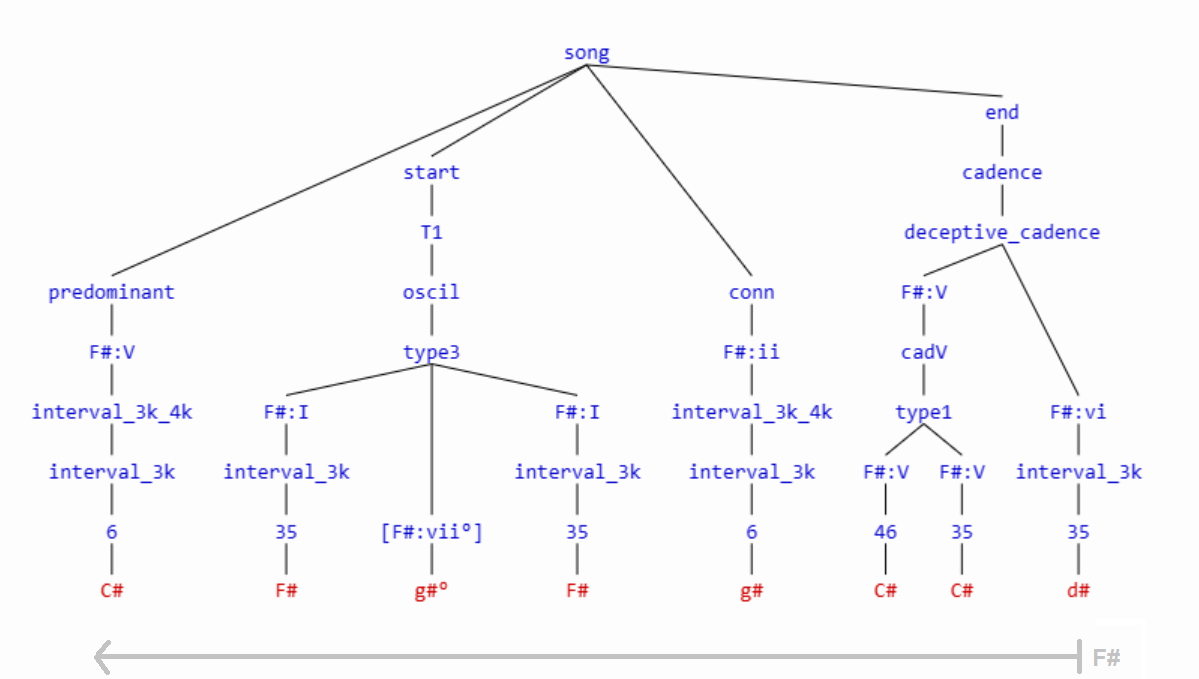 song
end
start cadence
T1 deceptive_cadence
predominant oscil conn F#:V
F#:V type3 F#:ii cadV
interval_3k_4k F#:I F#:I interval_3k_4k type1 F#:vi
interval_3k interval_3k interval_3k interval_3k F#:V F#:V interval_3k
6 35 [F#:viiº] 35 6 46 35 35
C# F# g#º F# g# C# C# d#
F#